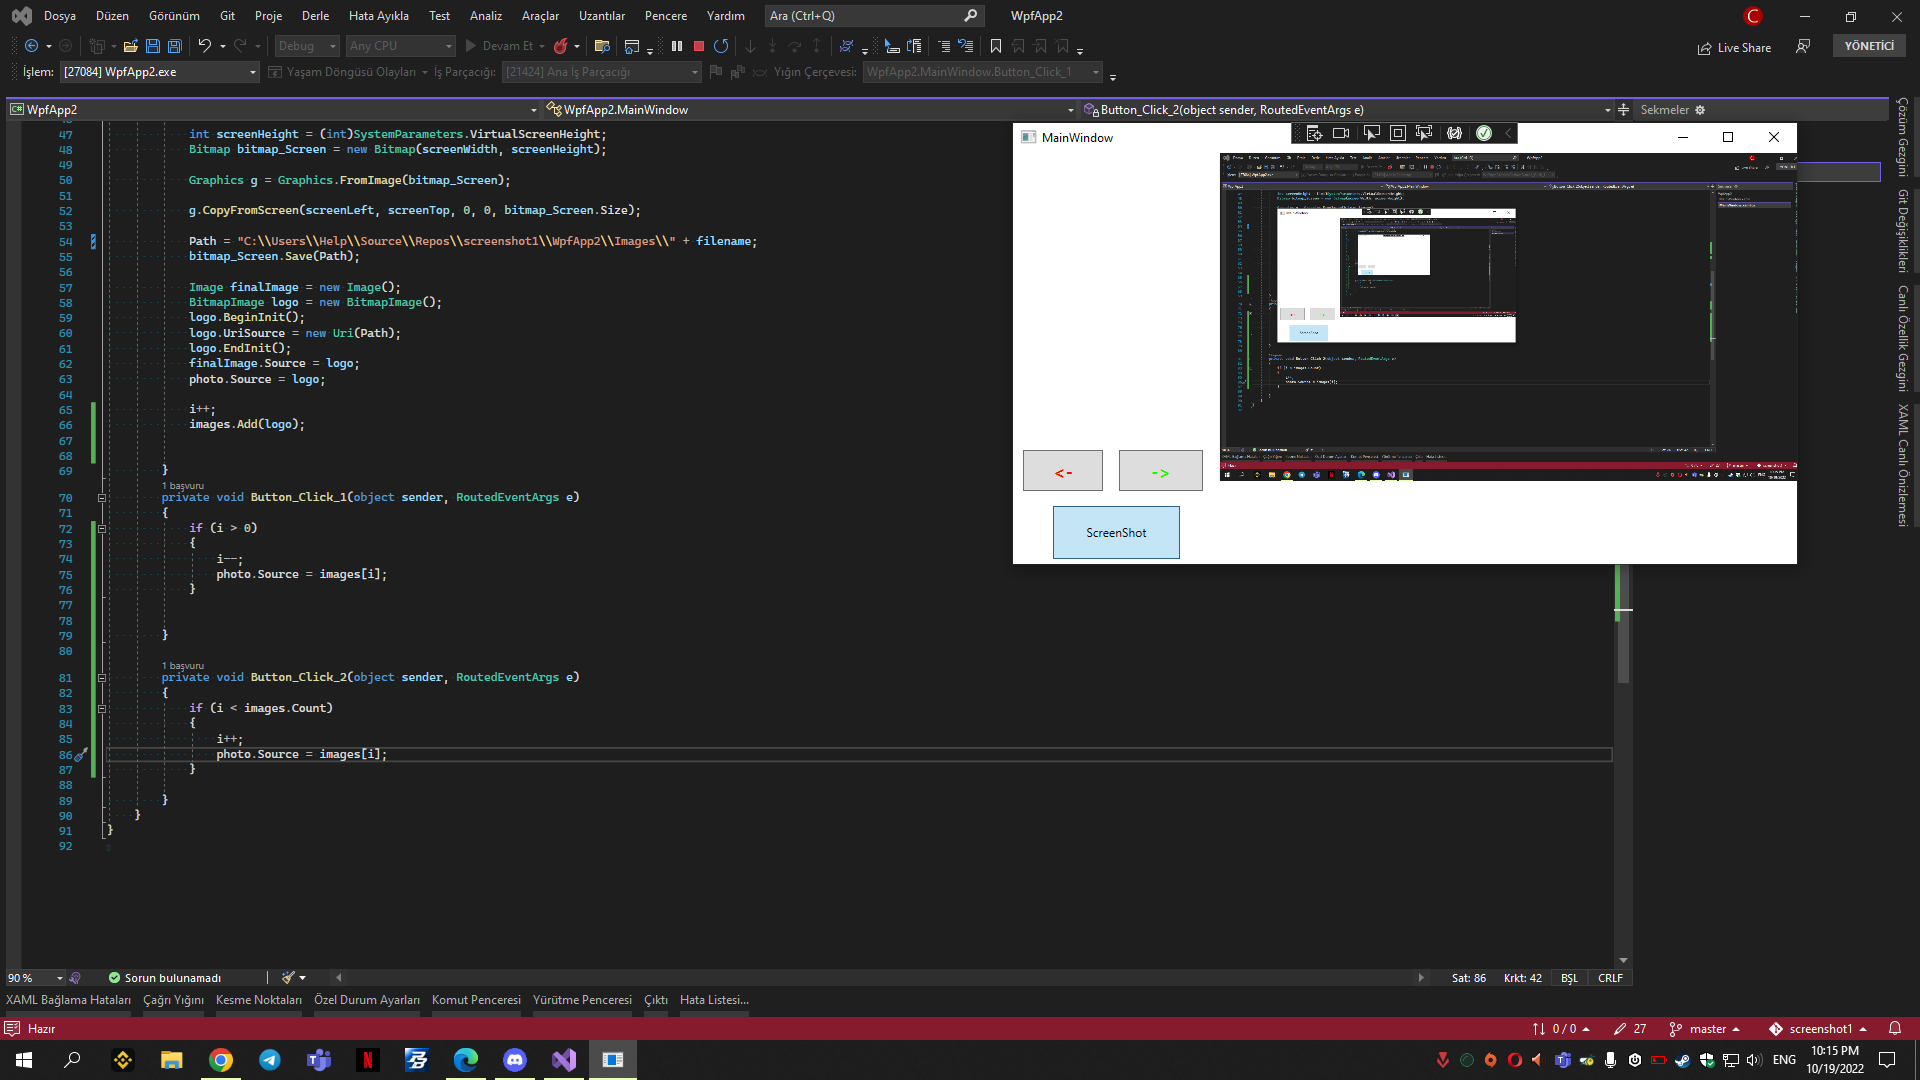 Dosya Düzen Görünüm Git Proje Derle Hata Ayıkla Test Analiz Araçlar Uzantılar Pencere Yardım Ara (Ctrl+Q) WpfApp2 C
Debug Any CPU Devam Et Live Share YÖNETİCİ
İşlem: [27084] WpfApp2.exe Yaşam Döngüsü Olayları İş Parçacığı: [21424] Ana İş Parçacığı Yığın Çerçevesi: WpfApp2.MainWindow.Button_Click_1
C# WpfApp2 WpfApp2.MainWindow Button_Click_2(object sender, RoutedEventArgs e) Sekmeler
47 int screenHeight = (int)SystemParameters.VirtualScreenHeight;
48 Bitmap bitmap_Screen = new Bitmap(screenWidth, screenHeight);
49
50 Graphics g = Graphics.FromImage(bitmap_Screen);
51
52 g.CopyFromScreen(screenLeft, screenTop, 0, 0, bitmap_Screen.Size);
53
54 Path = "C:\\Users\\Help\\Source\\Repos\\screenshot1\\WpfApp2\\Images\\" + filename;
55 bitmap_Screen.Save(Path);
56
57 Image finalImage = new Image();
58 BitmapImage logo = new BitmapImage();
59 logo.BeginInit();
60 logo.UriSource = new Uri(Path);
61 logo.EndInit();
62 finalImage.Source = logo;
63 photo.Source = logo;
64
65 i++;
66 images.Add(logo);
67
68
69 }
1 başvuru
70 private void Button_Click_1(object sender, RoutedEventArgs e)
71 {
72 if (i > 0)
73 {
74 i--;
75 photo.Source = images[i];
76 }
77
78
79 }
80
1 başvuru
81 private void Button_Click_2(object sender, RoutedEventArgs e)
82 {
83 if (i < images.Count)
84 {
85 i++;
86 photo.Source = images[i];
87 }
88
89 }
90 }
91 }
92
MainWindow
<- ->
ScreenShot
Çözüm Gezgini
Git Değişiklikleri
Canlı Özellik Gezgini
XAML Canlı Önizlemesi
90 % Sorun bulunamadı Sat: 86 Krkt: 42 BŞL CRLF
XAML Bağlama Hataları Çağrı Yığını Kesme Noktaları Özel Durum Ayarları Komut Penceresi Yürütme Penceresi Çıktı Hata Listesi...
Hazır 0 / 0 27 master screenshot1
ENG 10:15 PM
10/19/2022